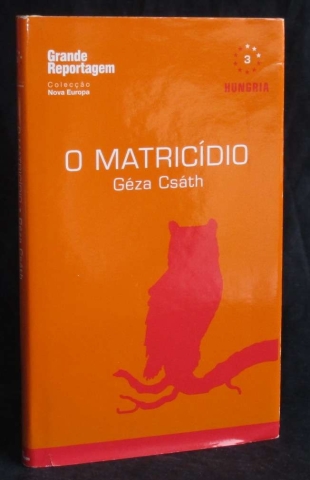 Grande
Reportagem
Colecção
Nova Europa
3
HUNGRIA
O MATRICÍDIO
Géza Csáth